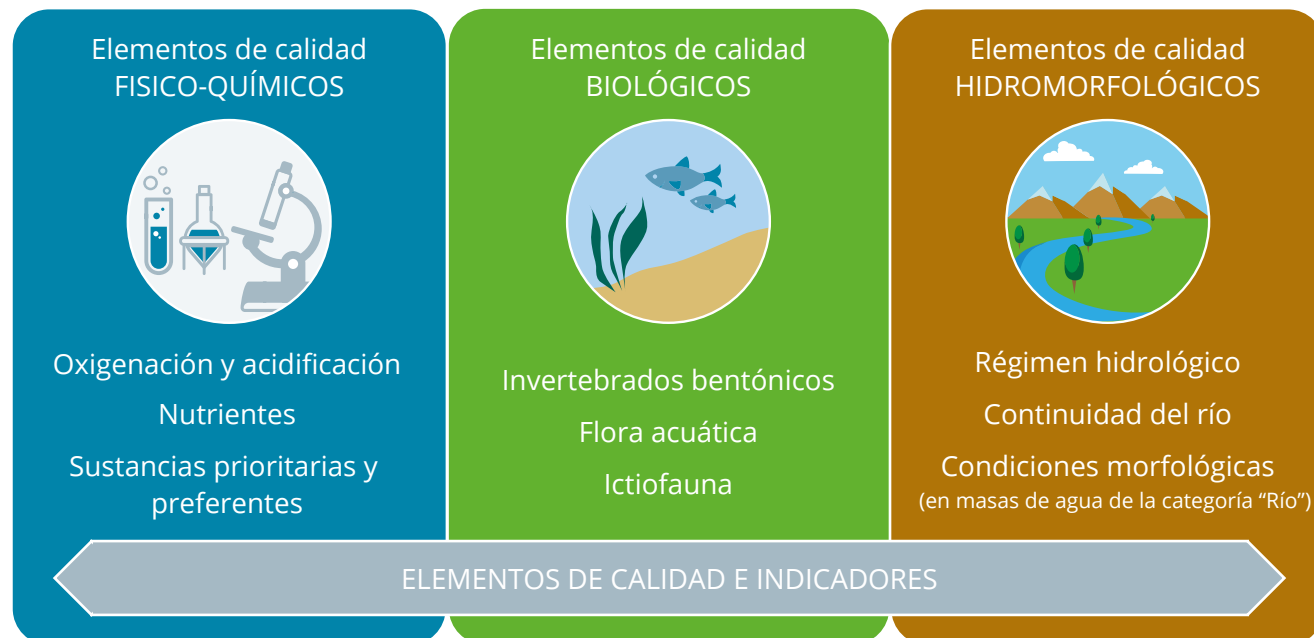 Elementos de calidad
FISICO-QUÍMICOS
Oxigenación y acidificación
Nutrientes
Sustancias prioritarias y
preferentes
Elementos de calidad
BIOLÓGICOS
Invertebrados bentónicos
Flora acuática
Ictiofauna
Elementos de calidad
HIDROMORFOLÓGICOS
Régimen hidrológico
Continuidad del río
Condiciones morfológicas
(en masas de agua de la categoría “Río”)
ELEMENTOS DE CALIDAD E INDICADORES